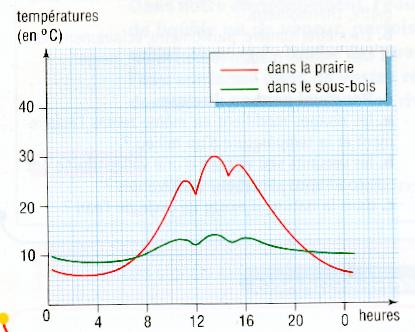 températures
(en °C)
dans la prairie
dans le sous-bois
40
30
20
10
0 4 8 12 16 20 0 heures